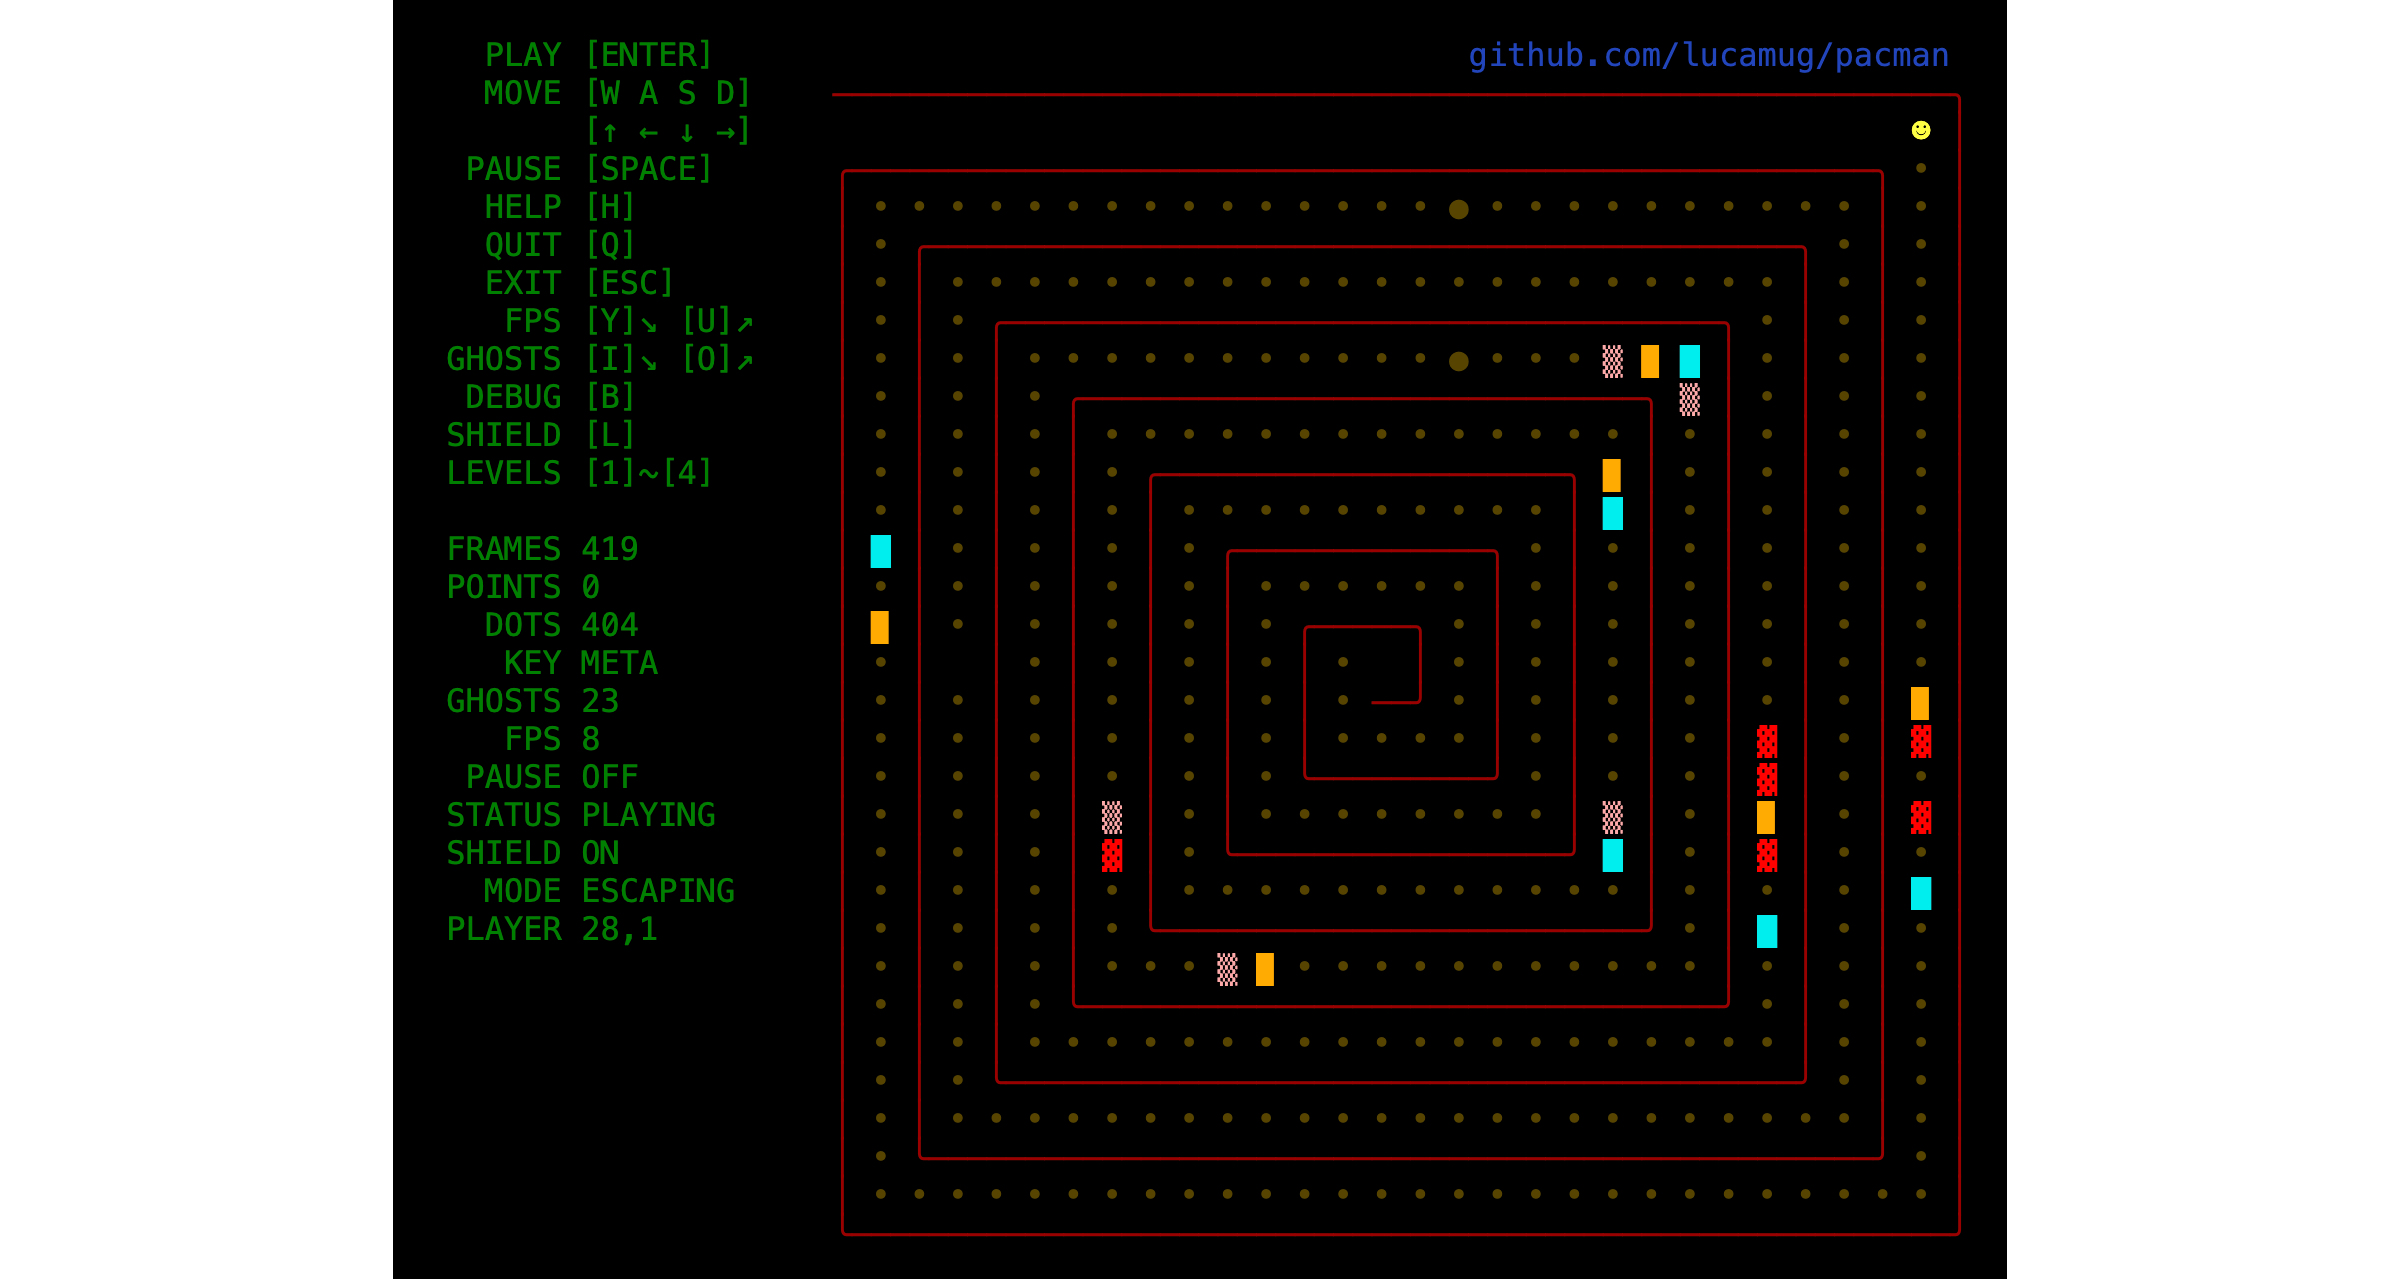 PLAY [ENTER]
github.com/lucamug/pacman
MOVE [W A S D]
[↑ ← ↓ →]
PAUSE [SPACE]
HELP [H]
QUIT [Q]
EXIT [ESC]
FPS [Y]↘ [U]↗
GHOSTS [I]↘ [O]↗
DEBUG [B]
SHIELD [L]
LEVELS [1]~[4]
FRAMES 419
POINTS 0
DOTS 404
KEY META
GHOSTS 23
FPS 8
PAUSE OFF
STATUS PLAYING
SHIELD ON
MODE ESCAPING
PLAYER 28,1